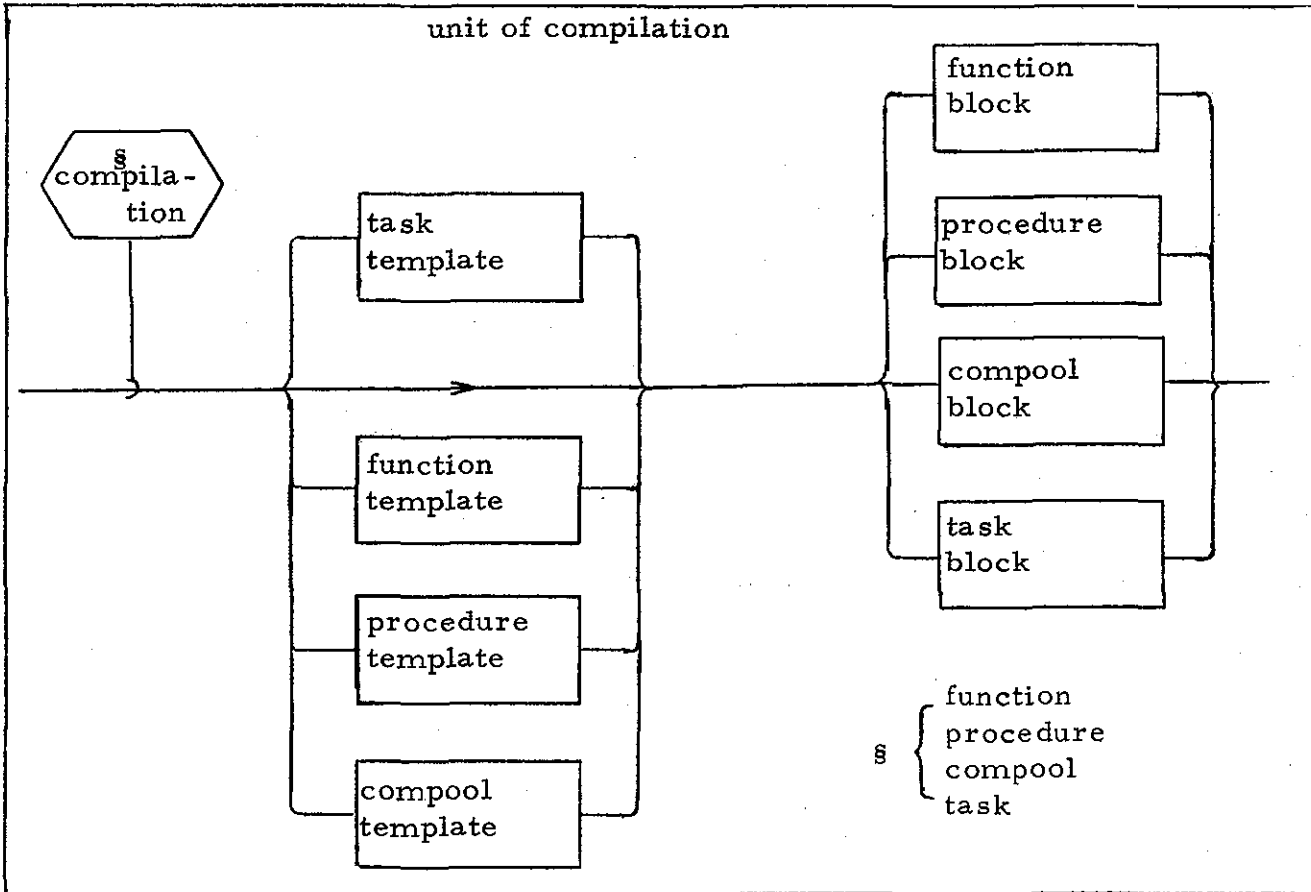 unit of compilation
§
compila-
tion
task
template
function
template
procedure
template
compool
template
function
block
procedure
block
compool
block
task
block
§
function
procedure
compool
task